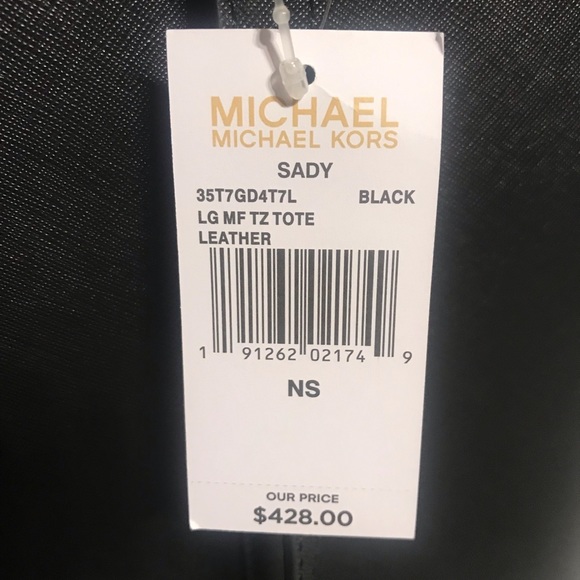 MICHAEL
MICHAEL KORS
SADY
35T7GD4T7L BLACK
LG MF TZ TOTE
LEATHER
1 91262 02174 9
NS
OUR PRICE
$428.00